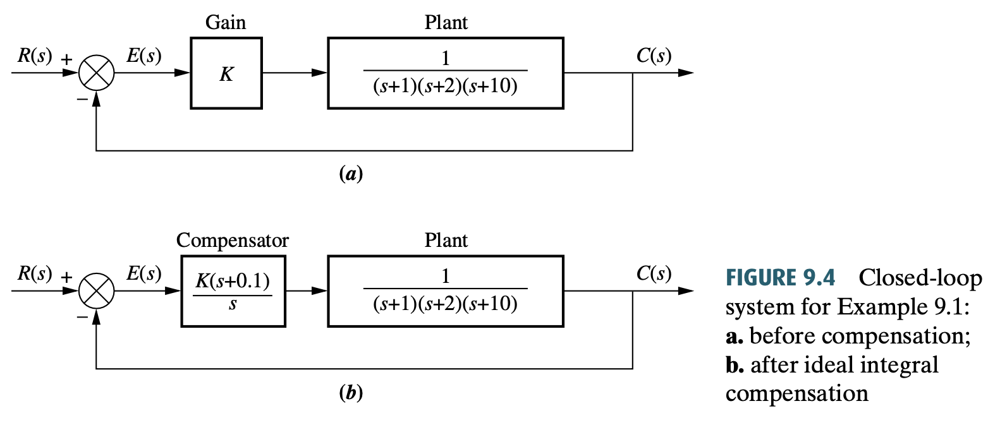 Gain
Plant
R(s) + E(s) K 1 C(s)
(s+1)(s+2)(s+10)
−
(a)
Compensator
Plant
R(s) + E(s) K(s+0.1) 1 C(s)
s (s+1)(s+2)(s+10)
−
(b)
FIGURE 9.4 Closed-loop
system for Example 9.1:
a. before compensation;
b. after ideal integral
compensation